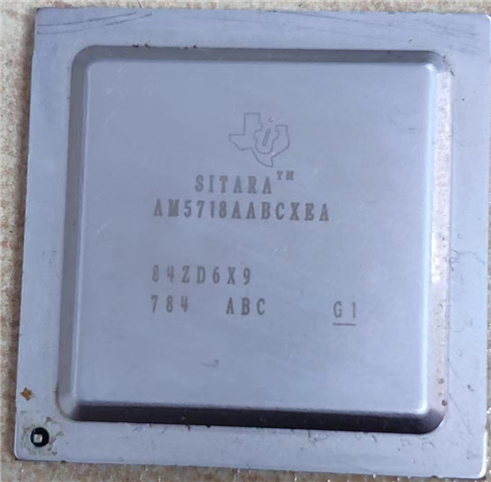 SITARA™
AM5718AABCXEA
84ZD6X9
784 ABC G1